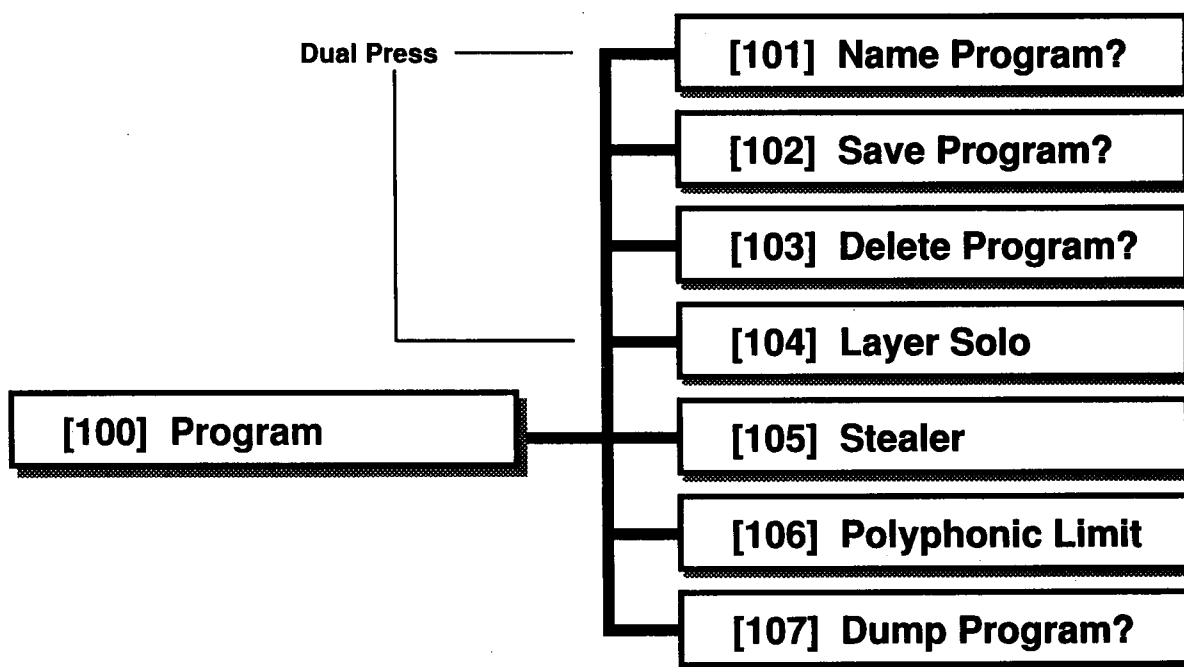 Dual Press
[101] Name Program?
[102] Save Program?
[103] Delete Program?
[104] Layer Solo
[100] Program
[105] Stealer
[106] Polyphonic Limit
[107] Dump Program?